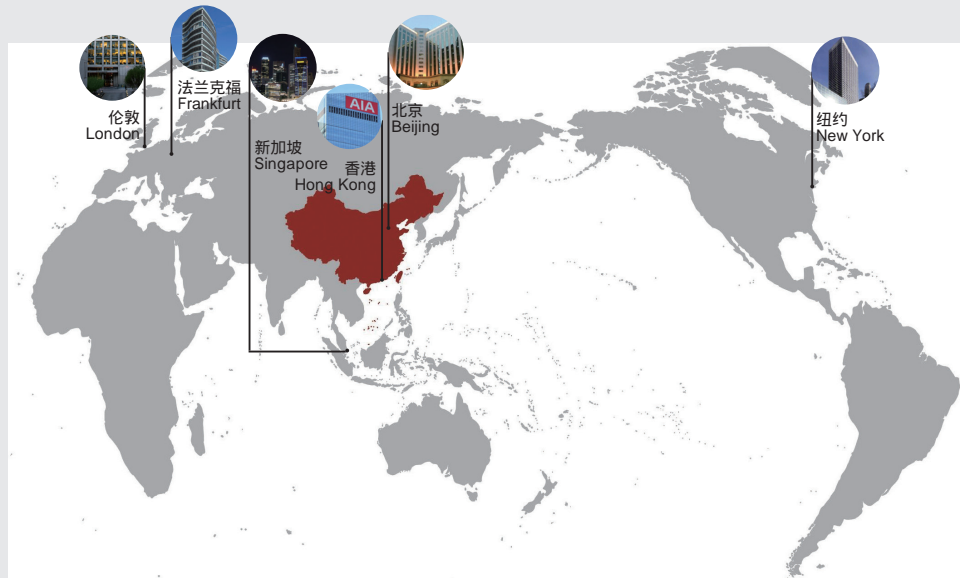 伦敦
London
法兰克福
Frankfurt
新加坡
Singapore
AIA
香港
Hong Kong
北京
Beijing
纽约
New York